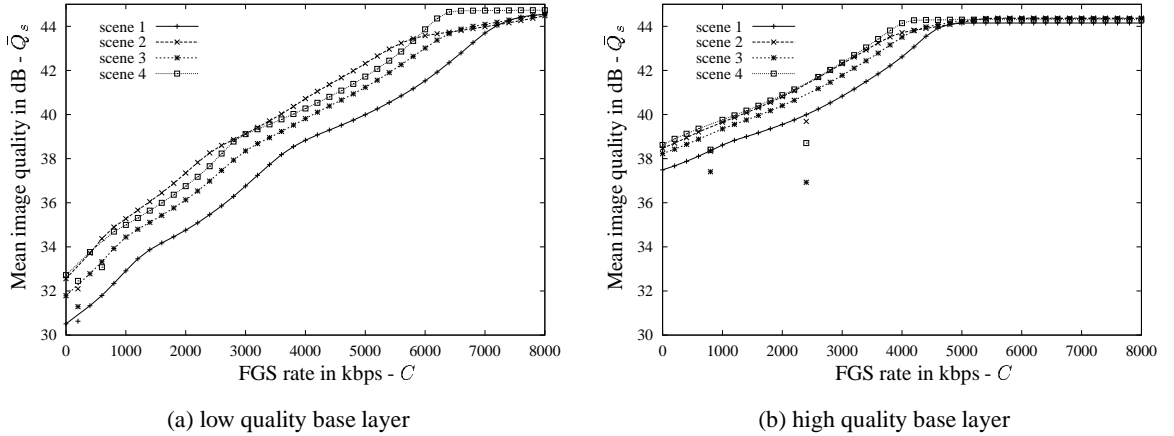 Mean image quality in dB - Q̄ s
44
42
40
38
36
34
32
30
scene 1
scene 2
scene 3
scene 4
0 1000 2000 3000 4000 5000 6000 7000 8000
FGS rate in kbps - C
(a) low quality base layer
Mean image quality in dB - Q̄ s
44
42
40
38
36
34
32
30
scene 1
scene 2
scene 3
scene 4
0 1000 2000 3000 4000 5000 6000 7000 8000
FGS rate in kbps - C
(b) high quality base layer